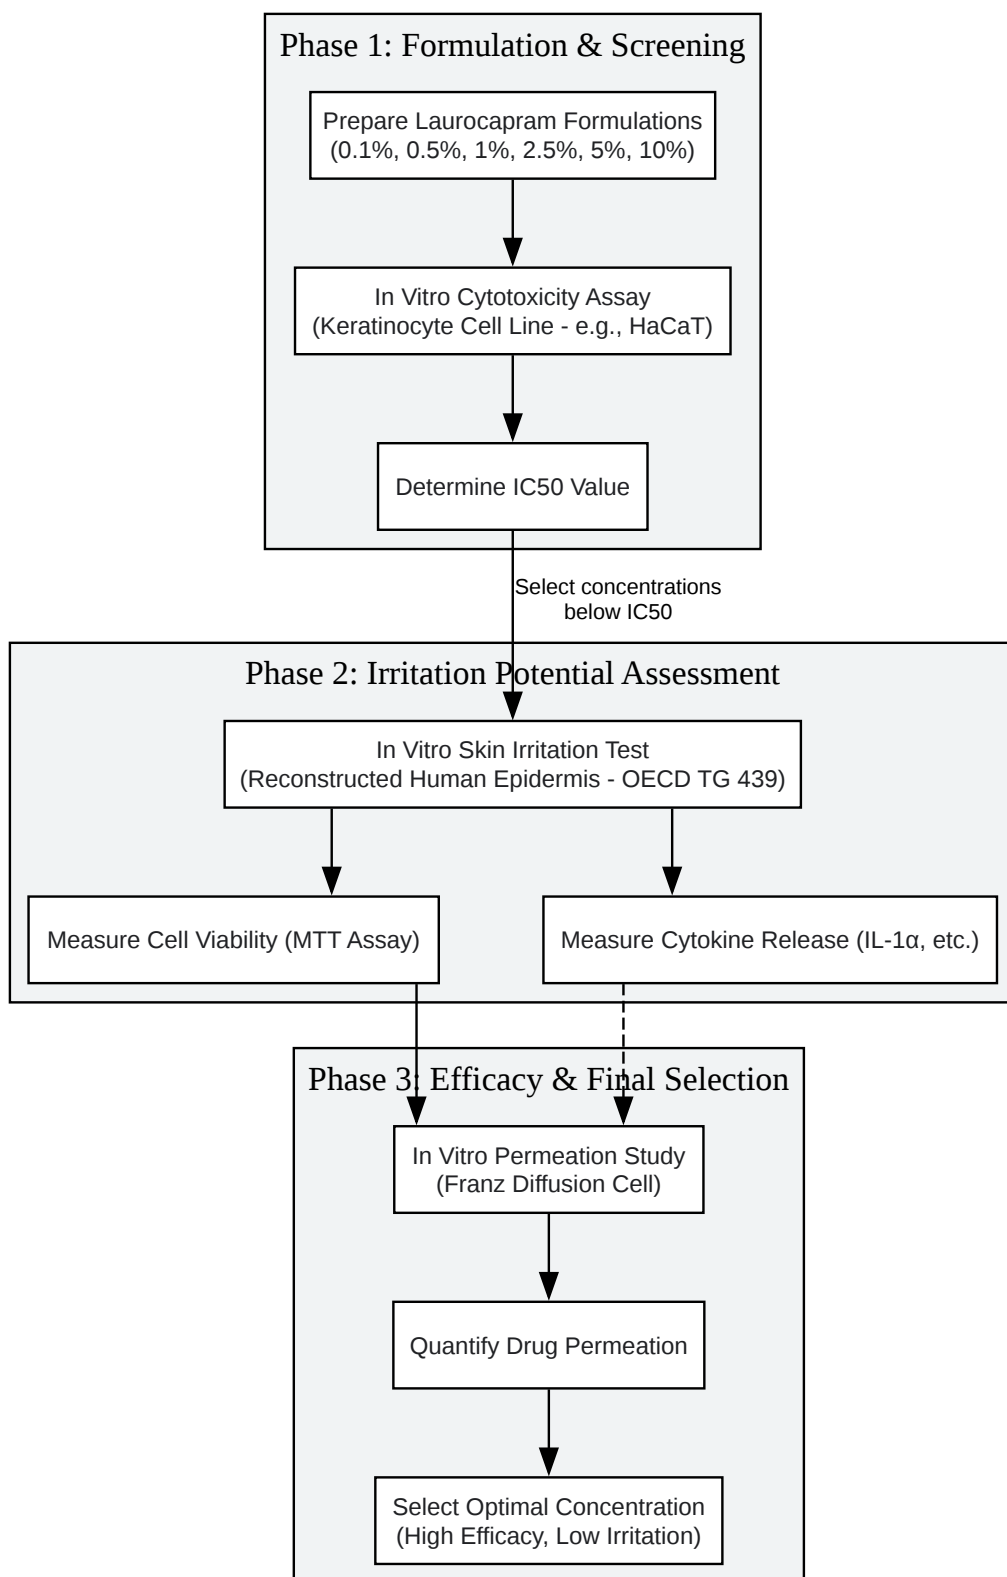 Phase 1: Formulation & Screening
Prepare Laurocapram Formulations
(0.1%, 0.5%, 1%, 2.5%, 5%, 10%)
In Vitro Cytotoxicity Assay
(Keratinocyte Cell Line - e.g., HaCaT)
Determine IC50 Value
Select concentrations
below IC50
Phase 2: Irritation Potential Assessment
In Vitro Skin Irritation Test
(Reconstructed Human Epidermis - OECD TG 439)
Measure Cell Viability (MTT Assay)
Measure Cytokine Release (IL-1α, etc.)
Phase 3: Efficacy & Final Selection
In Vitro Permeation Study
(Franz Diffusion Cell)
Quantify Drug Permeation
Select Optimal Concentration
(High Efficacy, Low Irritation)